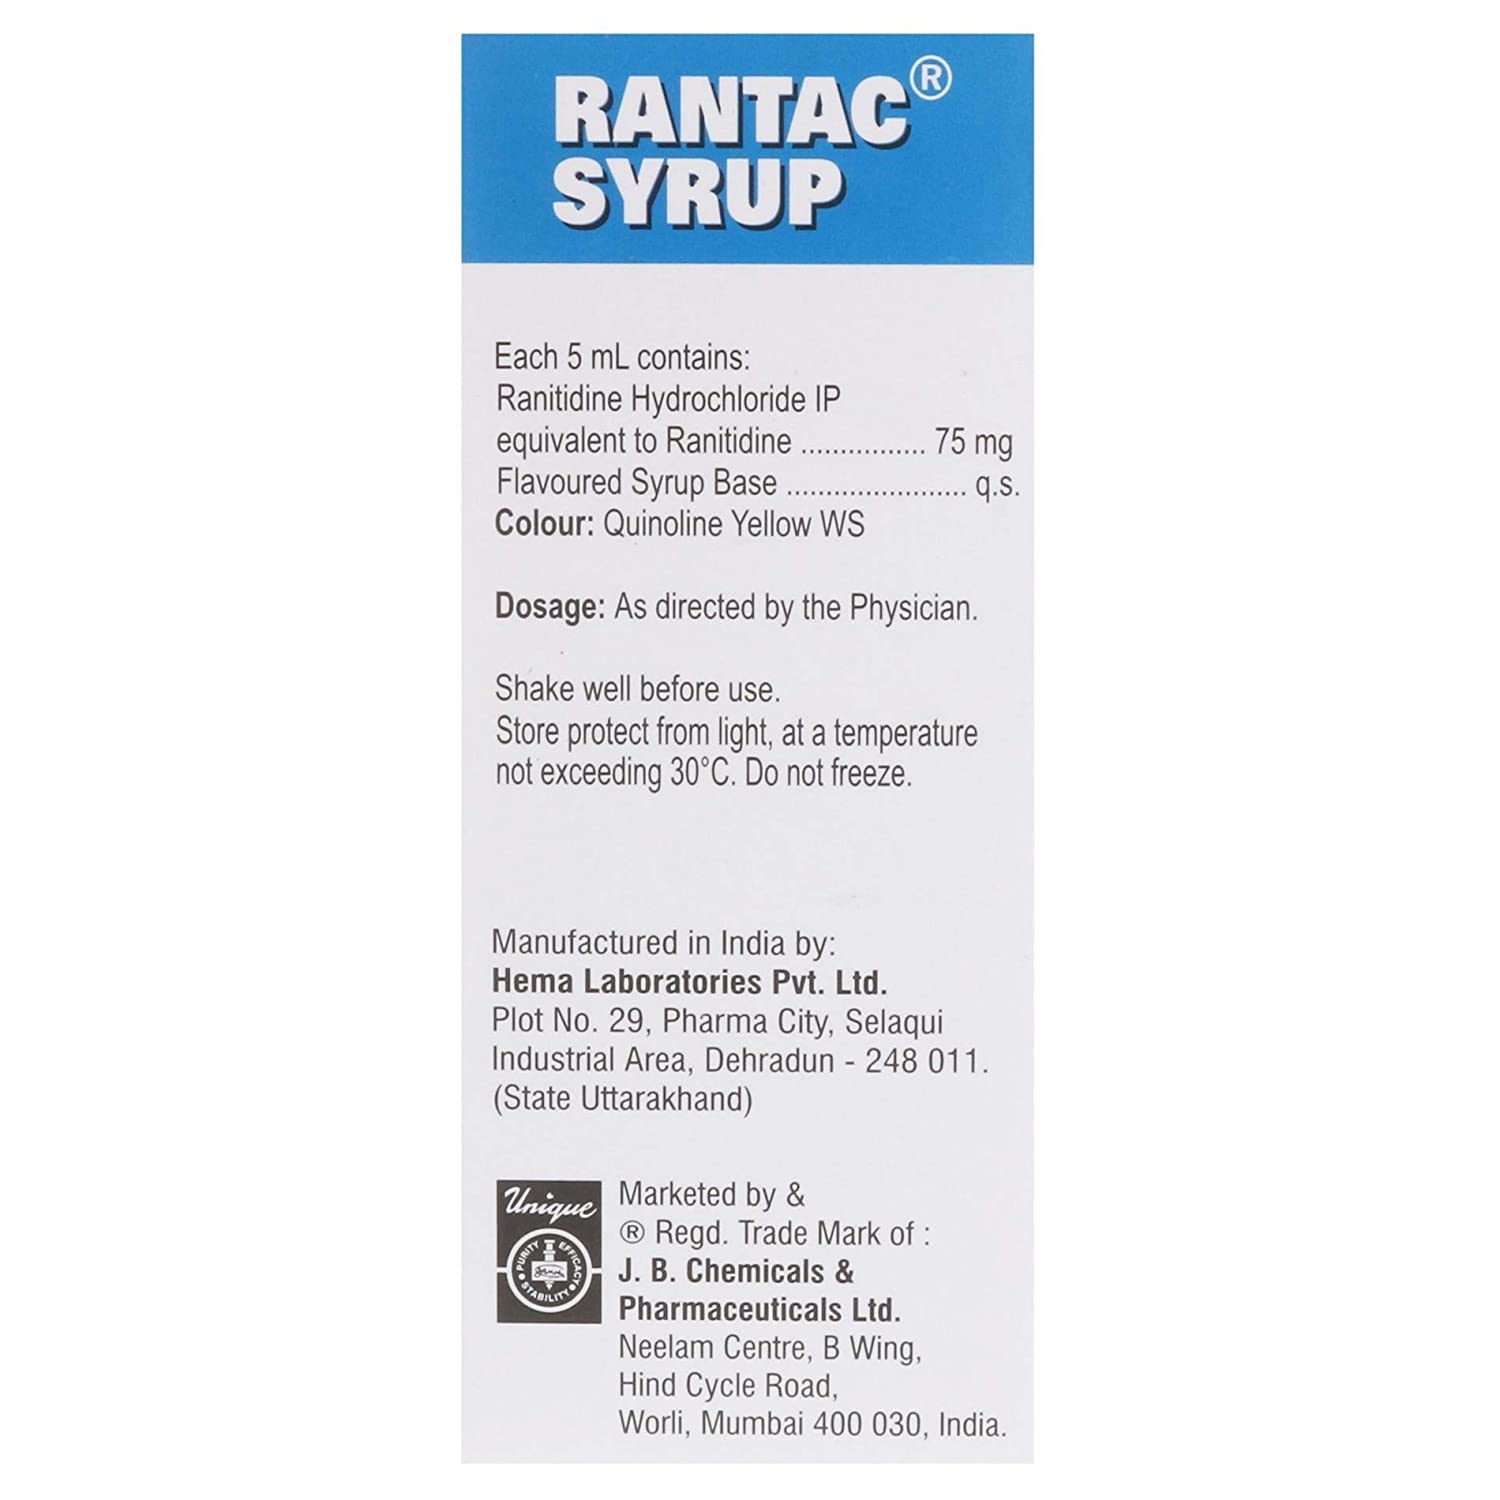 RANTAC®
SYRUP
Each 5 mL contains:
Ranitidine Hydrochloride IP
equivalent to Ranitidine ................ 75 mg
Flavoured Syrup Base ....................... q.s.
Colour: Quinoline Yellow WS
Dosage: As directed by the Physician.
Shake well before use.
Store protect from light, at a temperature
not exceeding 30°C. Do not freeze.
Manufactured in India by:
Hema Laboratories Pvt. Ltd.
Plot No. 29, Pharma City, Selaqui
Industrial Area, Dehradun - 248 011.
(State Uttarakhand)
Unique
PURITY • EFFICACY • STABILITY •
Marketed by &
® Regd. Trade Mark of :
J. B. Chemicals &
Pharmaceuticals Ltd.
Neelam Centre, B Wing,
Hind Cycle Road,
Worli, Mumbai 400 030, India.